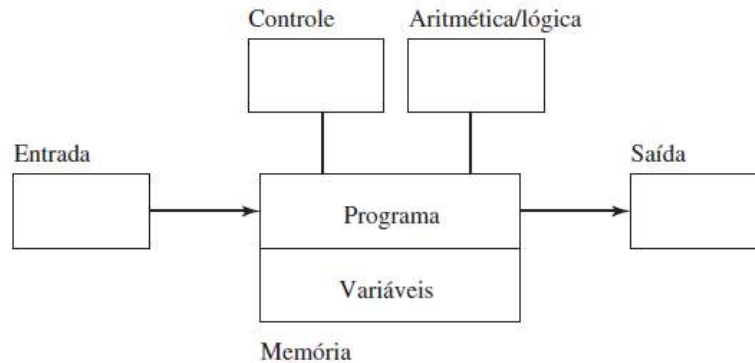 Controle
Aritmética/lógica
Entrada
Saída
Programa
Variáveis
Memória